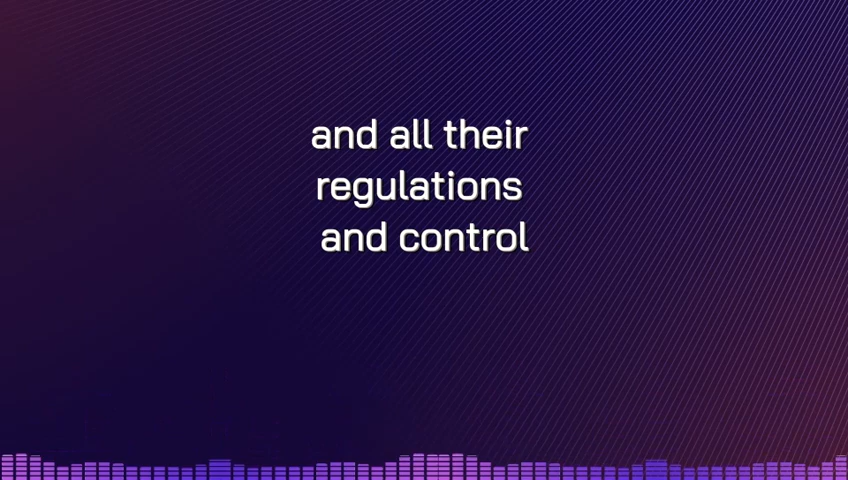 and all their
regulations
and control